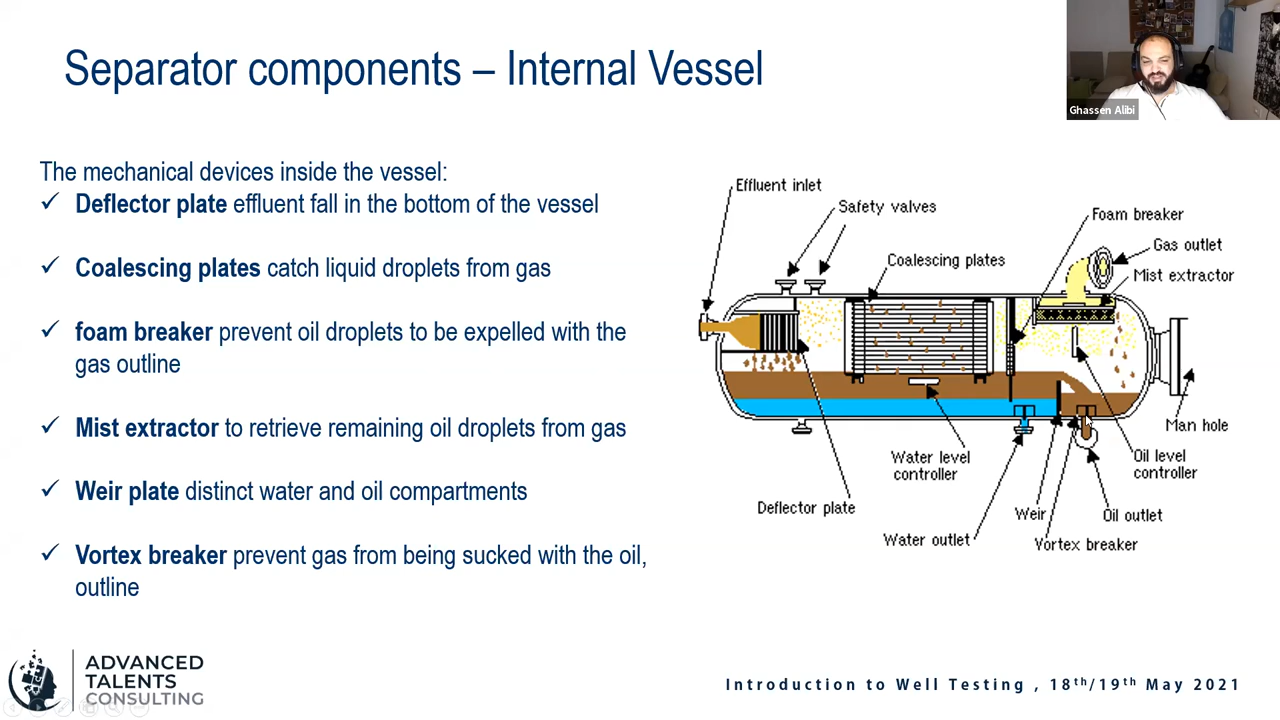 Separator components – Internal Vessel
Ghassen Alibi
The mechanical devices inside the vessel:
✓ Deflector plate effluent fall in the bottom of the vessel
✓ Coalescing plates catch liquid droplets from gas
✓ foam breaker prevent oil droplets to be expelled with the
gas outline
✓ Mist extractor to retrieve remaining oil droplets from gas
✓ Weir plate distinct water and oil compartments
✓ Vortex breaker prevent gas from being sucked with the oil,
outline
Effluent inlet
Safety valves
Foam breaker
Gas outlet
Coalescing plates
Mist extractor
Man hole
Water level
controller
Oil level
controller
Deflector plate
Weir
Oil outlet
Water outlet
Vortex breaker
ADVANCED
TALENTS
CONSULTING
Introduction to Well Testing , 18th/19th May 2021